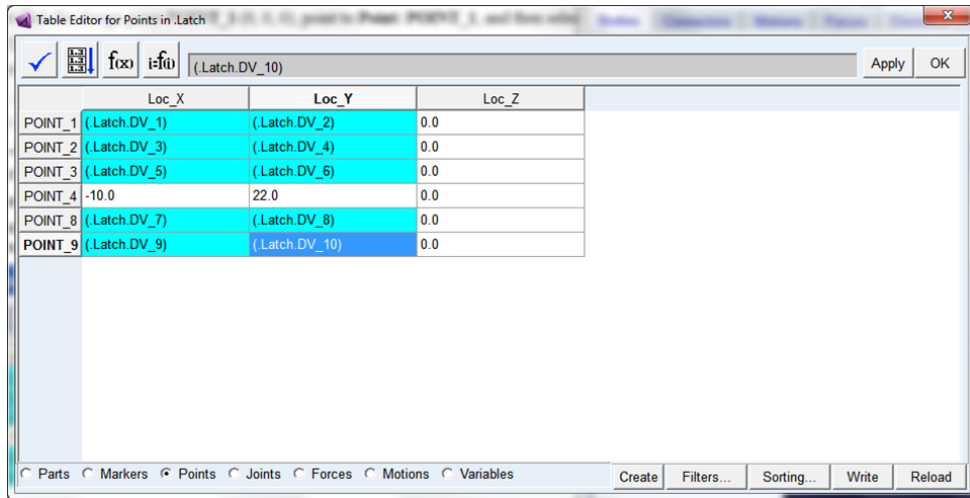 Table Editor for Points in .Latch
f(x) i=f(i) (.Latch.DV_10) Apply OK
Loc_X Loc_Y Loc_Z
POINT_1 (.Latch.DV_1) (.Latch.DV_2) 0.0
POINT_2 (.Latch.DV_3) (.Latch.DV_4) 0.0
POINT_3 (.Latch.DV_5) (.Latch.DV_6) 0.0
POINT_4 -10.0 22.0 0.0
POINT_8 (.Latch.DV_7) (.Latch.DV_8) 0.0
POINT_9 (.Latch.DV_9) (.Latch.DV_10) 0.0
Parts Markers Points Joints Forces Motions Variables Create Filters... Sorting... Write Reload